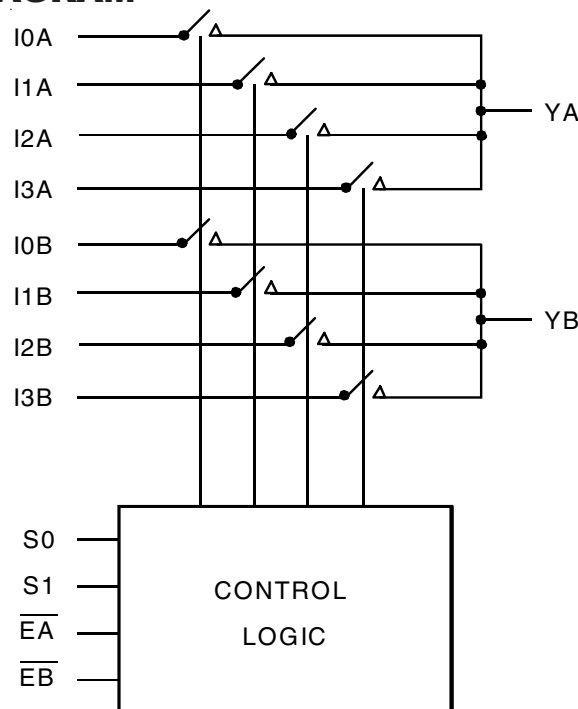 I0A
I1A
YA
I2A
I3A
I0B
I1B
YB
I2B
I3B
S0
S1
CONTROL
EA
LOGIC
EB